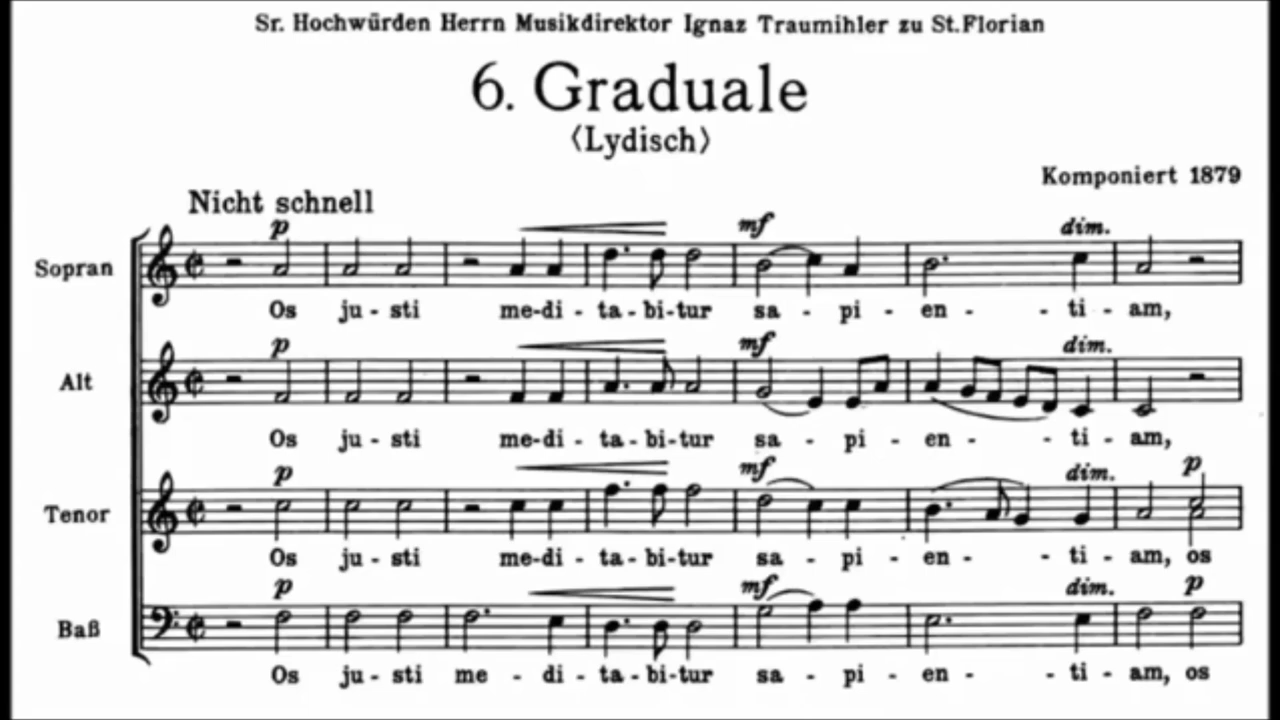 Sr. Hochwürden Herrn Musikdirektor Ignaz Traumihler zu St. Florian
6. Graduale
⟨Lydisch⟩
Komponiert 1879
Nicht schnell
p mf dim.
Sopran
Os ju - sti me-di - ta - bi-tur sa - pi - en - - ti - am,
p mf dim.
Alt
Os ju - sti me-di - ta - bi-tur sa - pi - en - - ti - am,
p mf dim. p
Tenor
Os ju - sti me-di - ta - bi-tur sa - pi - en - - ti - am, os
p mf dim. p
Baß
Os ju - sti me - di - ta - bi-tur sa - pi - en - - ti - am, os